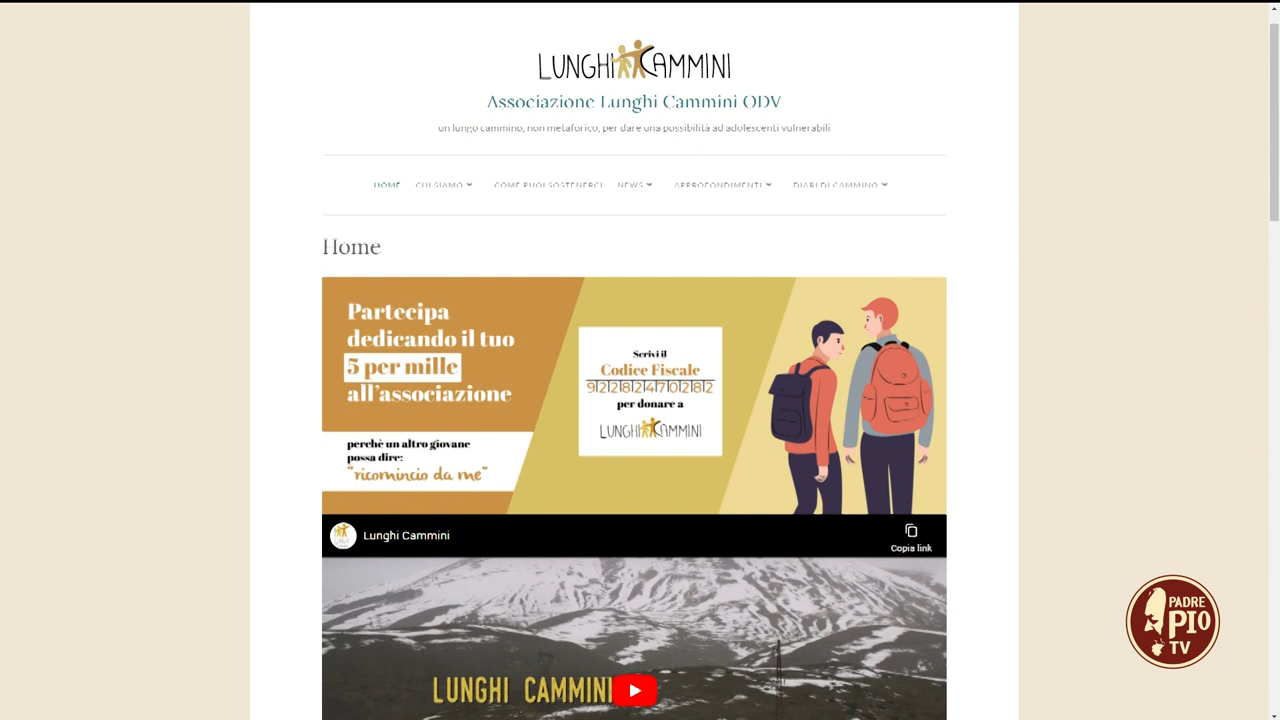 LUNGHI CAMMINI
Associazione Lunghi Cammini ODV
un lungo cammino, non metaforico, per dare una possibilità ad adolescenti vulnerabili
HOME CHI SIAMO COME PUOI SOSTENERCI NEWS APPROFONDIMENTI DIARI DI CAMMINO
Home
Partecipa
dedicando il tuo
5 per mille
all'associazione
perchè un altro giovane
possa dire:
"ricomincio da me"
Scrivi il
Codice Fiscale
92282470282
per donare a
LUNGHI CAMMINI
Lunghi Cammini
Copia link
LUNGHI CAMMINI
PADRE
PIO
TV